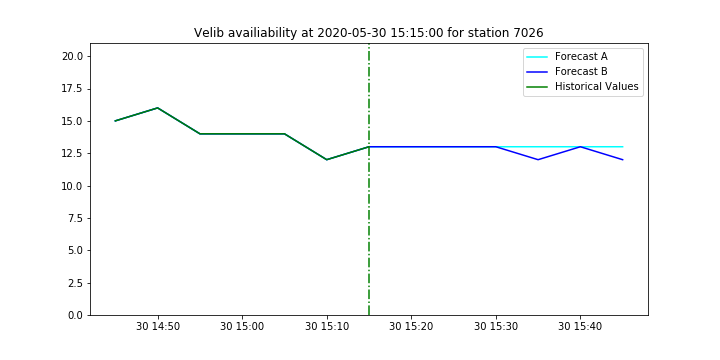 Velib availiability at 2020-05-30 15:15:00 for station 7026
20.0
17.5
15.0
12.5
10.0
7.5
5.0
2.5
0.0
Forecast A
Forecast B
Historical Values
30 14:50 30 15:00 30 15:10 30 15:20 30 15:30 30 15:40